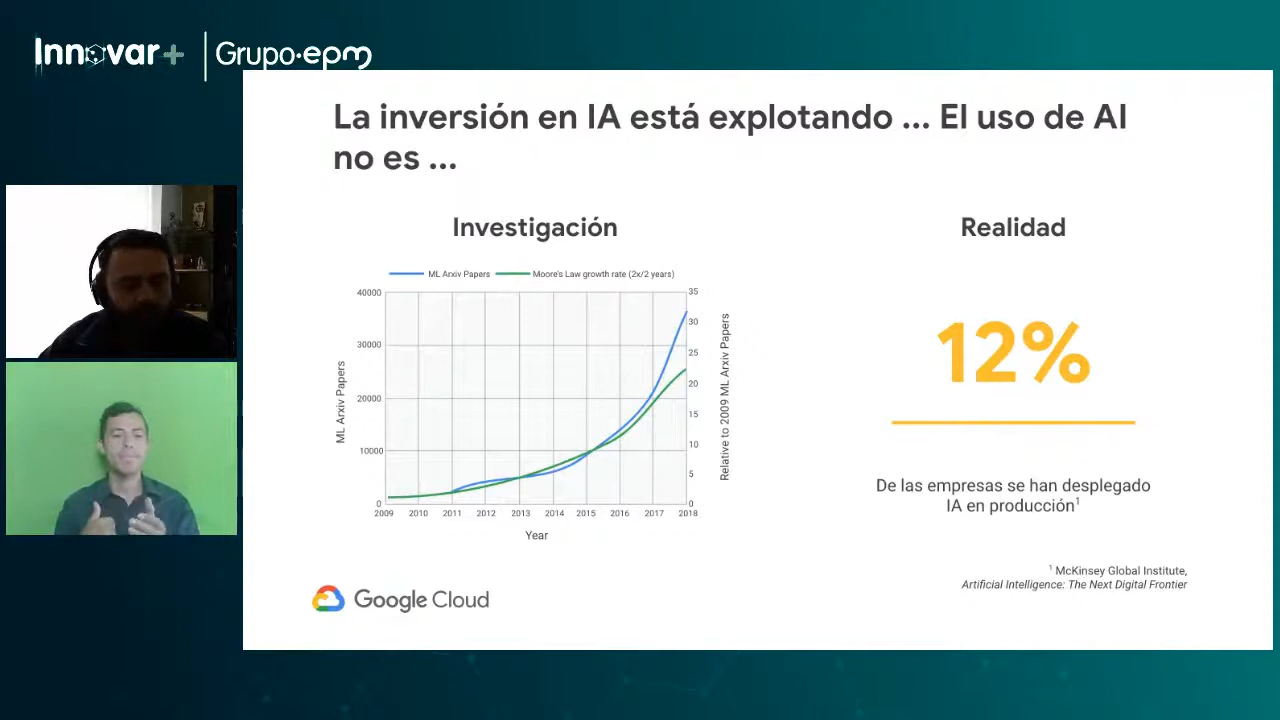 Innovar+
Grupo·epm
La inversión en IA está explotando ... El uso de AI
no es ...
Investigación
Realidad
ML Arxiv Papers
Moore's Law growth rate (2x/2 years)
40000
30000
20000
10000
0
35
30
25
20
15
10
5
0
ML Arxiv Papers
Relative to 2009 ML Arxiv Papers
2009 2010 2011 2012 2013 2014 2015 2016 2017 2018
Year
12%
De las empresas se han desplegado
IA en producción¹
¹ McKinsey Global Institute,
Artificial Intelligence: The Next Digital Frontier
Google Cloud